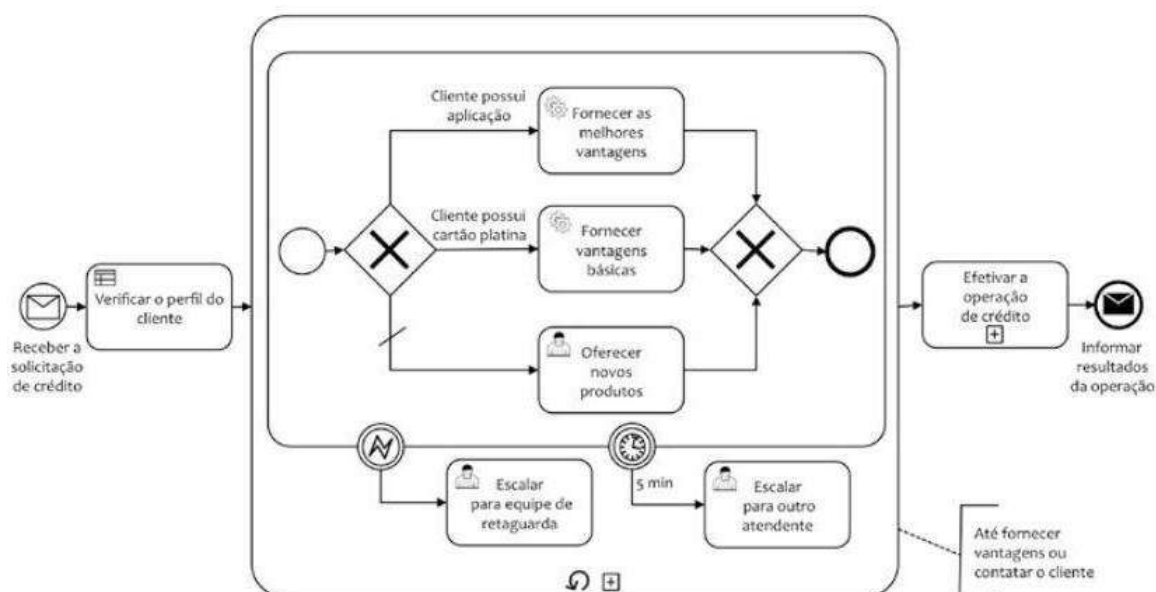 Cliente possui
aplicação
Fornecer as
melhores
vantagens
Cliente possui
cartão platina
Fornecer
vantagens
básicas
Verificar o perfil do
cliente
Receber a
solicitação
de crédito
Oferecer
novos
produtos
Efetivar a
operação
de crédito
Informar
resultados
da operação
Escalar
para equipe de
retaguarda
5 min
Escalar
para outro
atendente
Até fornecer
vantagens ou
contatar o cliente